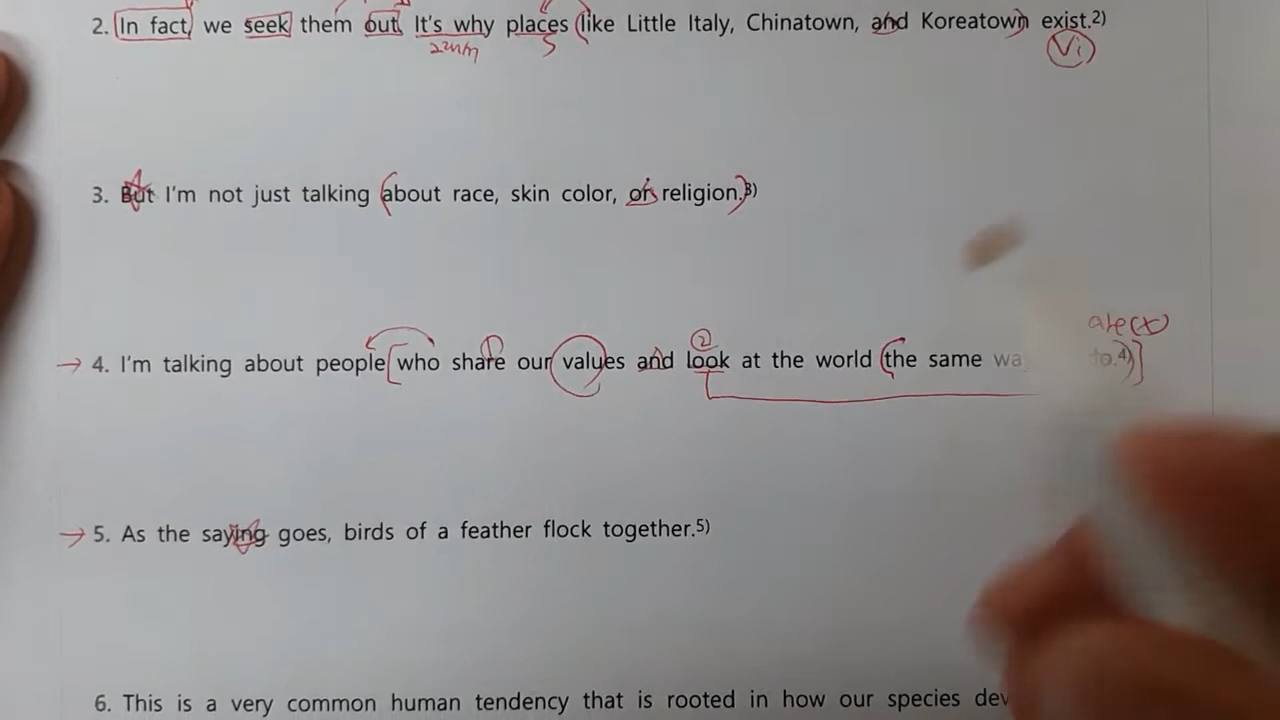 2. In fact, we seek them out. It's why places like Little Italy, Chinatown, and Koreatown exist.2)
S
Vi
3. But I'm not just talking about race, skin color, or religion.3)
are(x)
②
4. I'm talking about people who share our values and look at the world the same to.4)
5. As the saying goes, birds of a feather flock together.5)
6. This is a very common human tendency that is rooted in how our species